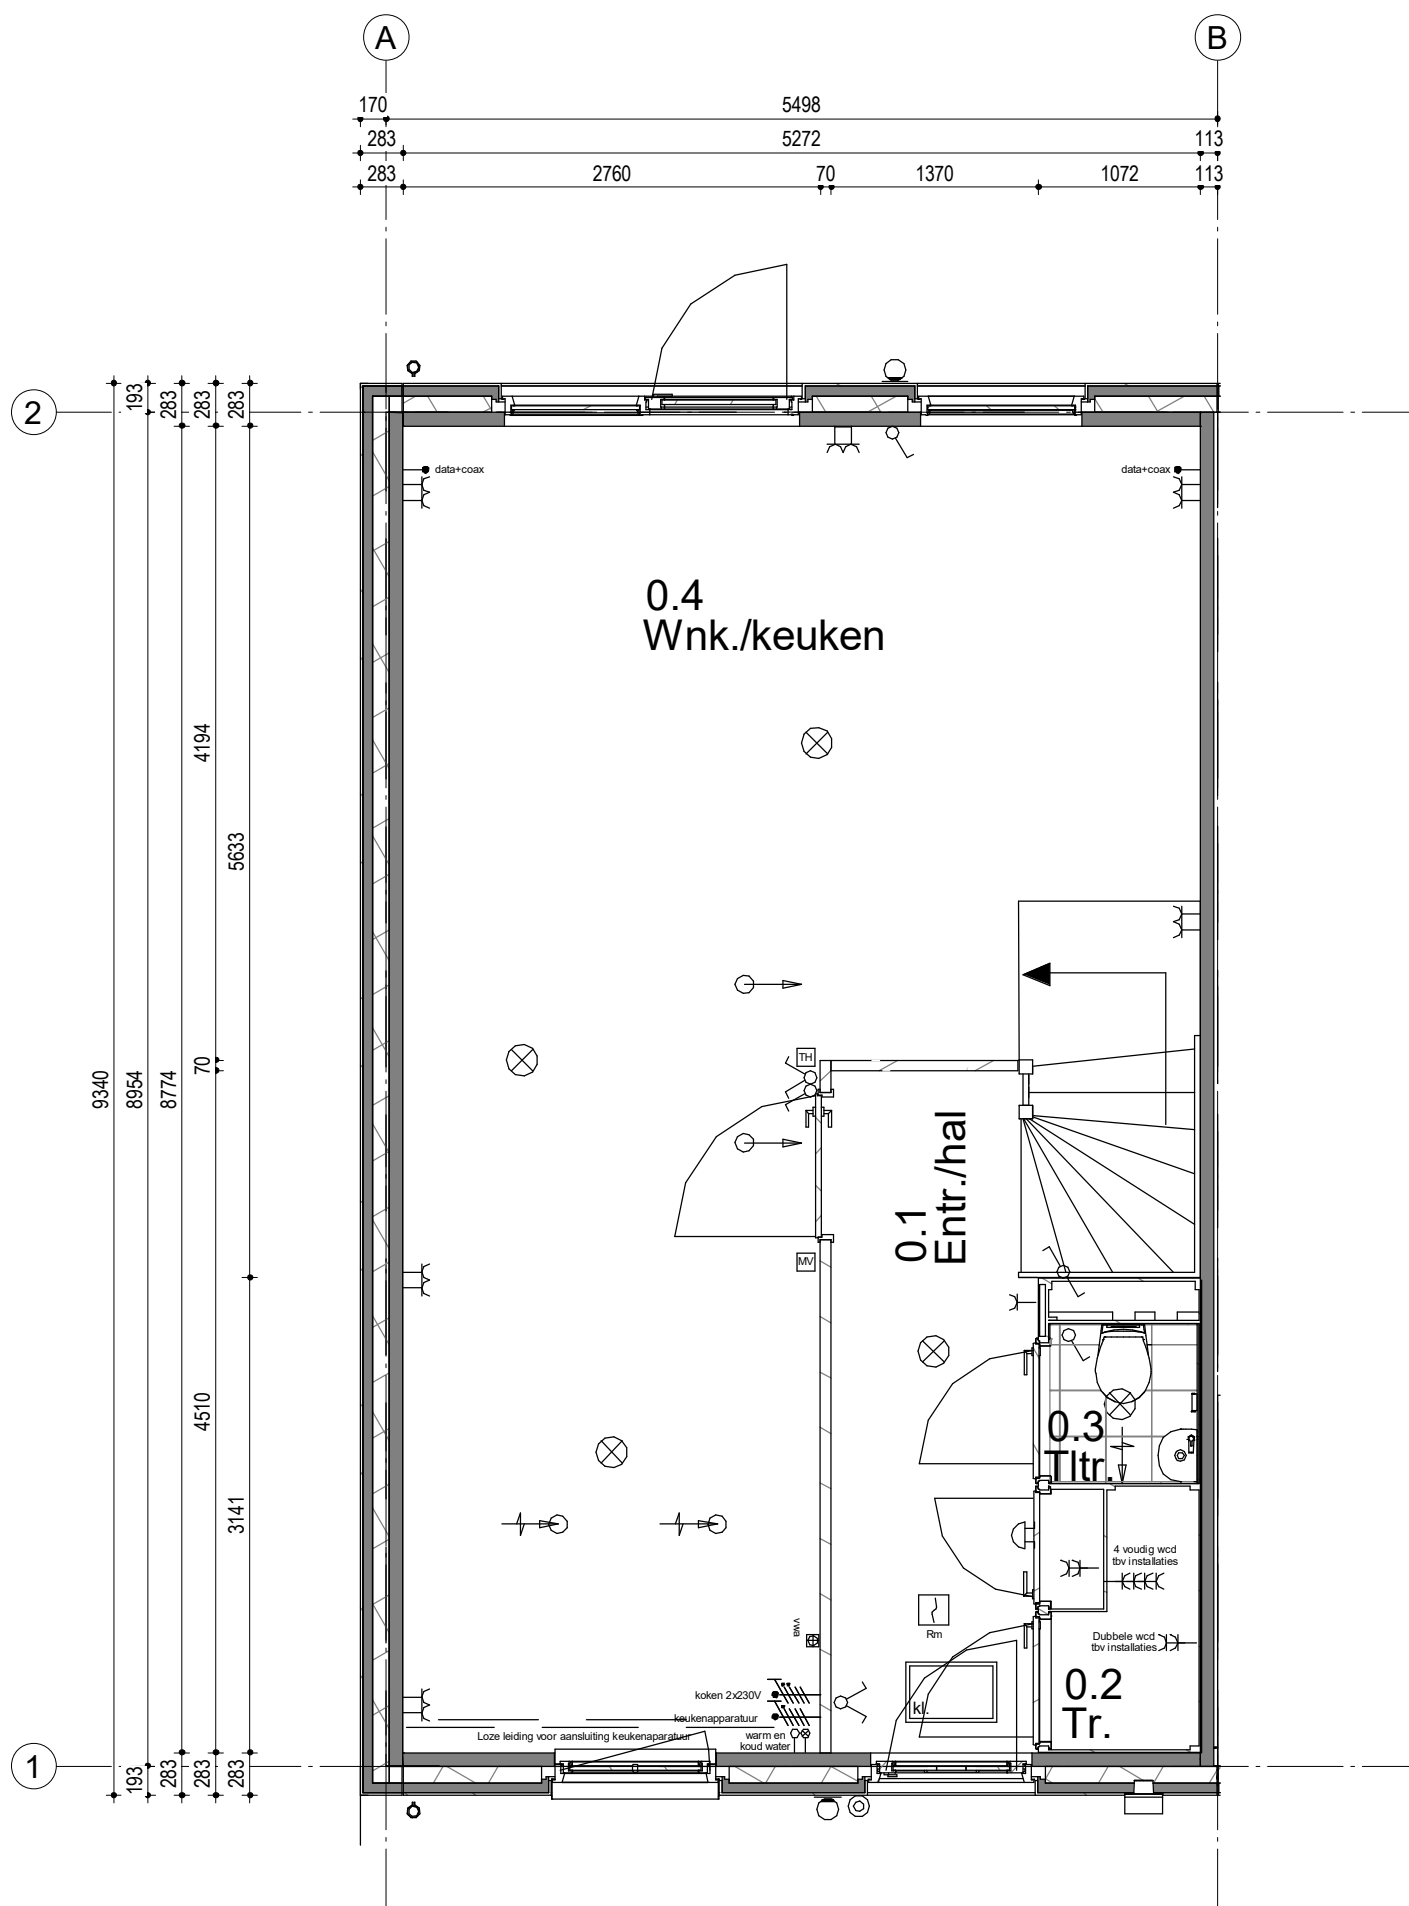 A
B
170
5498
283
5272
113
283
2760
70
1370
1072
113
2
193
283
283
283
data+coax
data+coax
0.4
Wnk./keuken
4194
5633
70
9340
8954
8774
TH
0.1
Entr./hal
MV
4510
3141
0.3
Tltr.
4 voudig wcd
tbv installaties
Rm
vwa
Dubbele wcd
tbv installaties
0.2
Tr.
koken 2x230V
keukenapparatuur
Loze leiding voor aansluiting keukenaparatuur
warm en
koud water
kl.
1
193
283
283
283